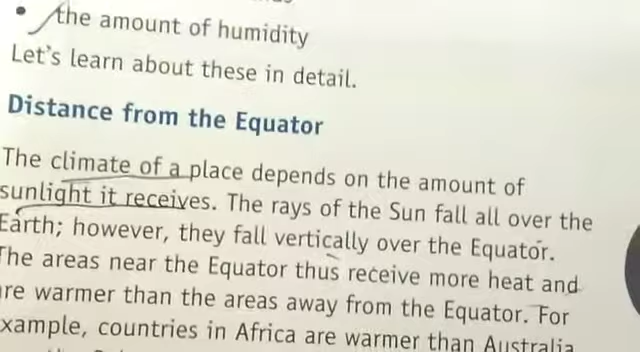 • the amount of humidity
Let's learn about these in detail.
Distance from the Equator
The climate of a place depends on the amount of
sunlight it receives. The rays of the Sun fall all over the
Earth; however, they fall vertically over the Equator.
The areas near the Equator thus receive more heat and
are warmer than the areas away from the Equator. For
xample, countries in Africa are warmer than Australia